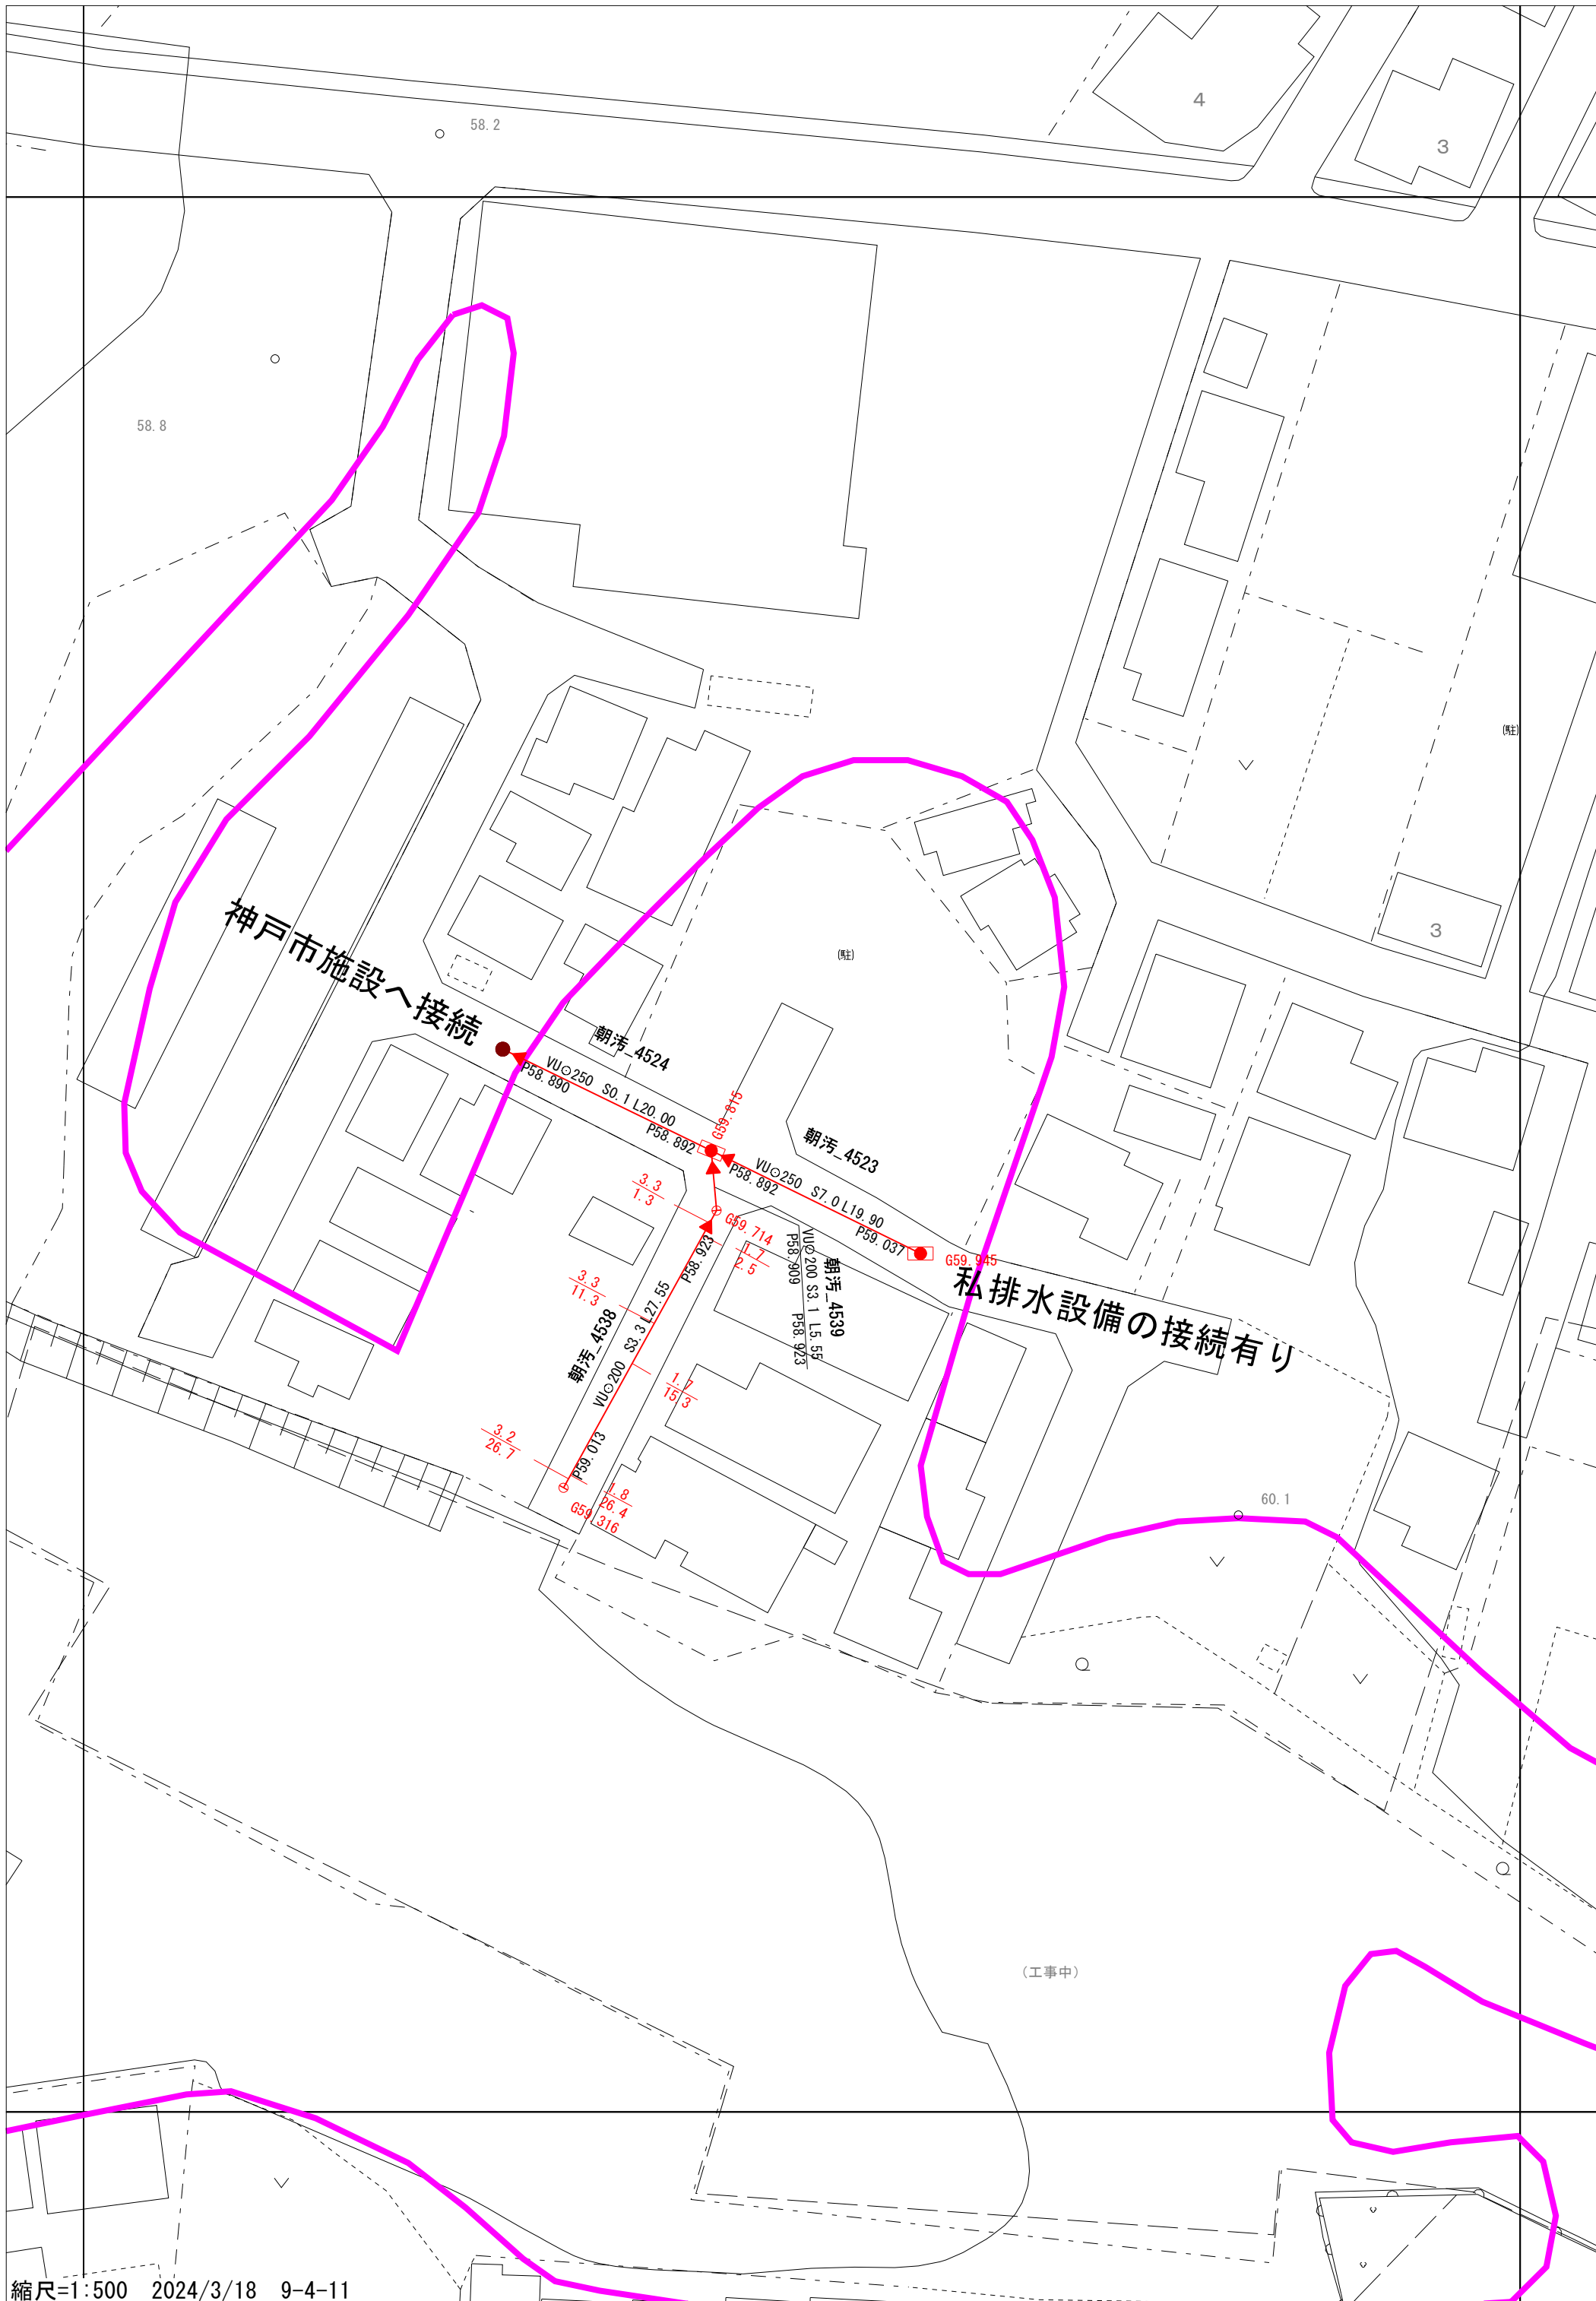 4
3
58.2
58.8
(駐)
3
(駐)
神戸市施設へ接続
朝汚_4524
VU⊙250 S0.1 L20.00
P58.890
P58.892
G59.815
朝汚_4523
VU⊙250 S7.0 L19.90
P58.892
P59.037
G59.945
3.3
1.3
G59.714
1.7
2.5
P58.923
朝汚_4539
VU⊙200 S3.1 L5.55
P58.909 P58.923
私排水設備の接続有り
3.3
11.3
朝汚_4538
VU⊙200 S3.3 L27.55
1.7
15.3
3.2
26.7
P59.013
1.8
26.4
G59.316
60.1
(工事中)
縮尺=1:500 2024/3/18 9-4-11